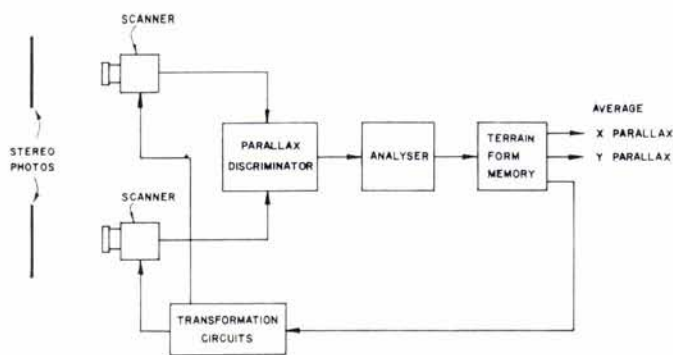 SCANNER
STEREO
PHOTOS
SCANNER
PARALLAX
DISCRIMINATOR
ANALYSER
TERRAIN
FORM
MEMORY
AVERAGE
X PARALLAX
Y PARALLAX
TRANSFORMATION
CIRCUITS